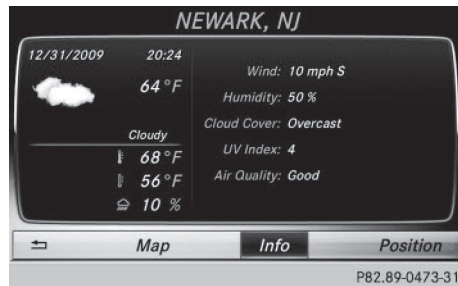 NEWARK, NJ
12/31/2009 20:24
64°F
Cloudy
68°F
56°F
10 %
Wind: 10 mph S
Humidity: 50 %
Cloud Cover: Overcast
UV Index: 4
Air Quality: Good
Map Info Position
P82.89-0473-31